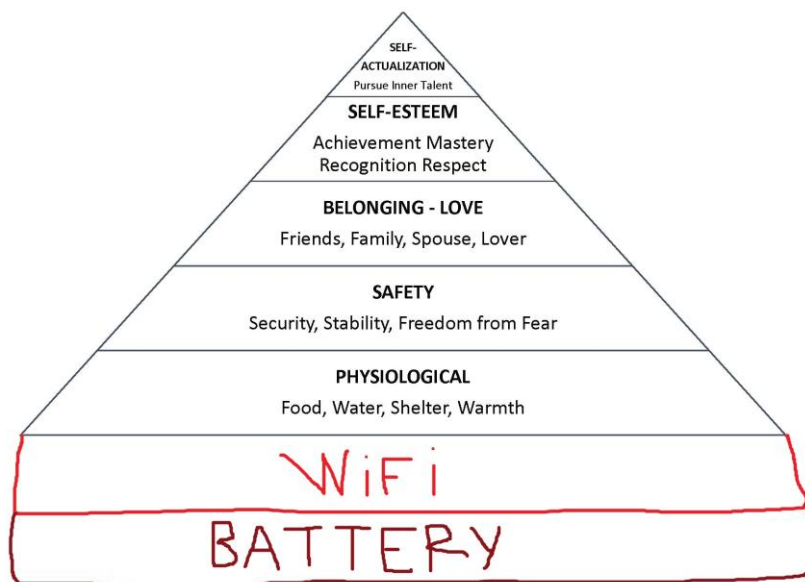 SELF-
ACTUALIZATION
Pursue Inner Talent
SELF-ESTEEM
Achievement Mastery
Recognition Respect
BELONGING - LOVE
Friends, Family, Spouse, Lover
SAFETY
Security, Stability, Freedom from Fear
PHYSIOLOGICAL
Food, Water, Shelter, Warmth
WiFi
BATTERY